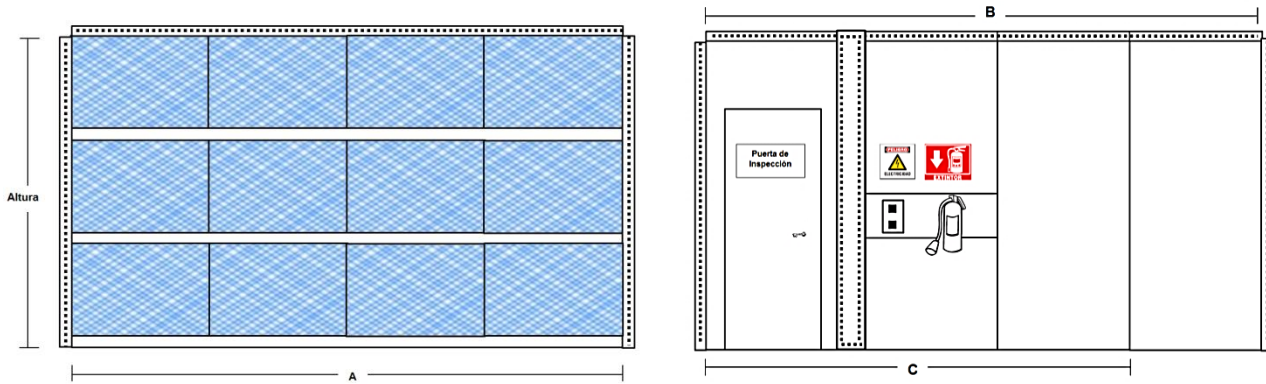 B
Altura
A
Puerta de
Inspección
PELIGRO
ELECTRICIDAD
EXTINTOR
C